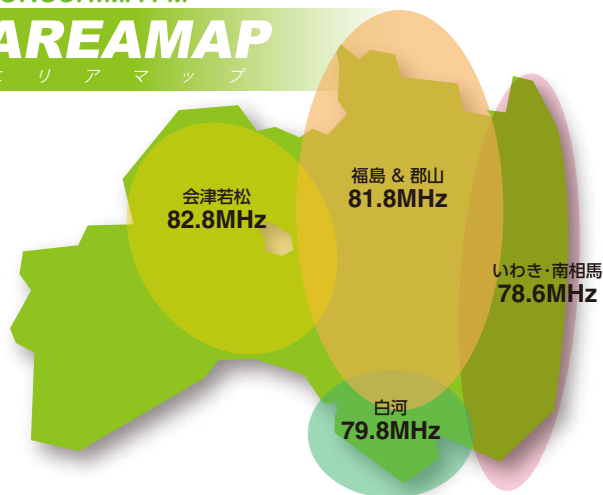 AREAMAP
エリアマップ
福島 & 郡山
81.8MHz
会津若松
82.8MHz
いわき・南相馬
78.6MHz
白河
79.8MHz